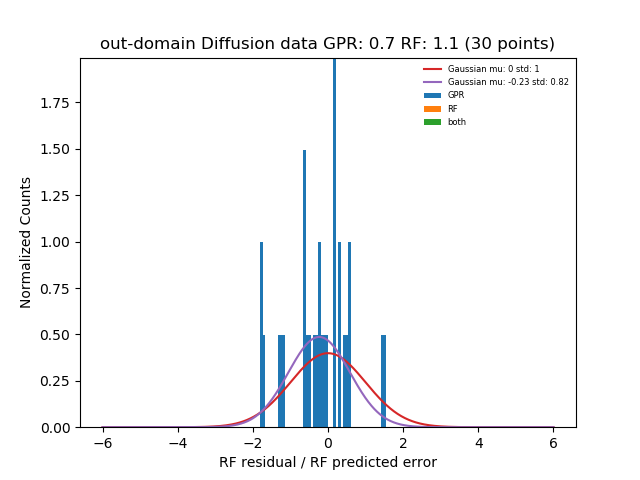 out-domain Diffusion data GPR: 0.7 RF: 1.1 (30 points)
Gaussian mu: 0 std: 1
Gaussian mu: -0.23 std: 0.82
GPR
RF
both
Normalized Counts
1.75
1.50
1.25
1.00
0.75
0.50
0.25
0.00
−6 −4 −2 0 2 4 6
RF residual / RF predicted error